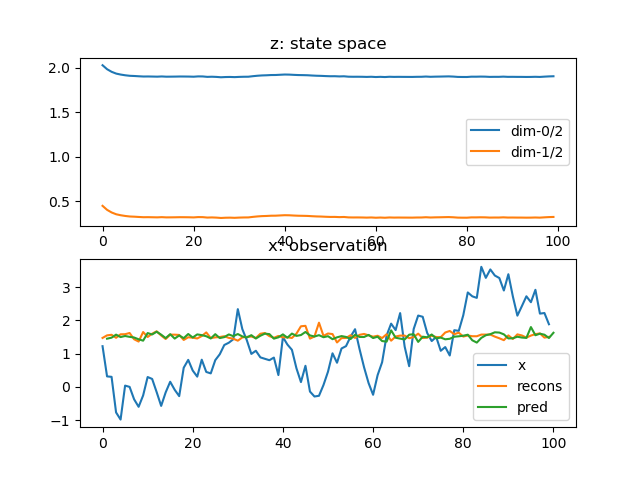 z: state space
2.0
1.5
1.0
0.5
dim-0/2
dim-1/2
0 20 40 60 80 100
x: observation
3
2
1
0
−1
x
recons
pred
0 20 40 60 80 100